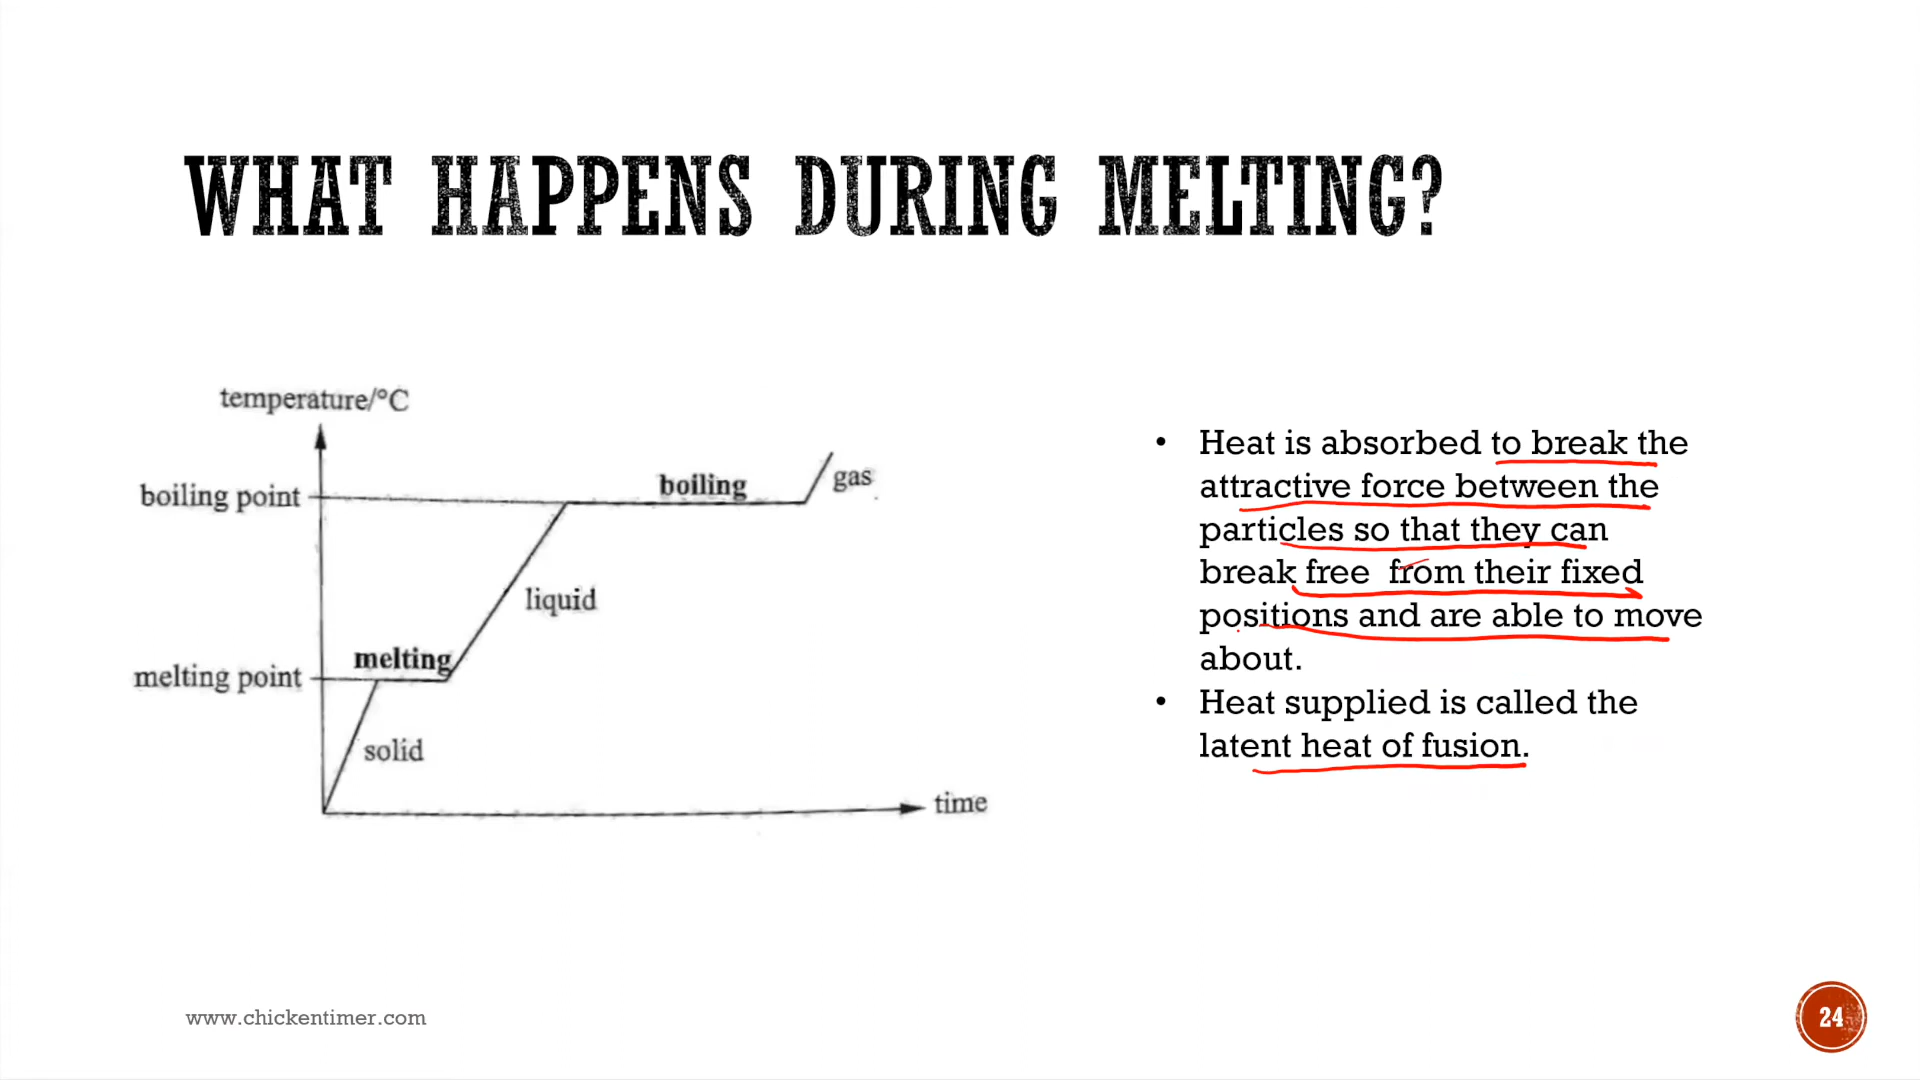 WHAT HAPPENS DURING MELTING?
temperature/°C
boiling point
boiling
gas
liquid
melting
melting point
solid
time
• Heat is absorbed to break the
attractive force between the
particles so that they can
break free from their fixed
positions and are able to move
about.
• Heat supplied is called the
latent heat of fusion.
www.chickentimer.com
24